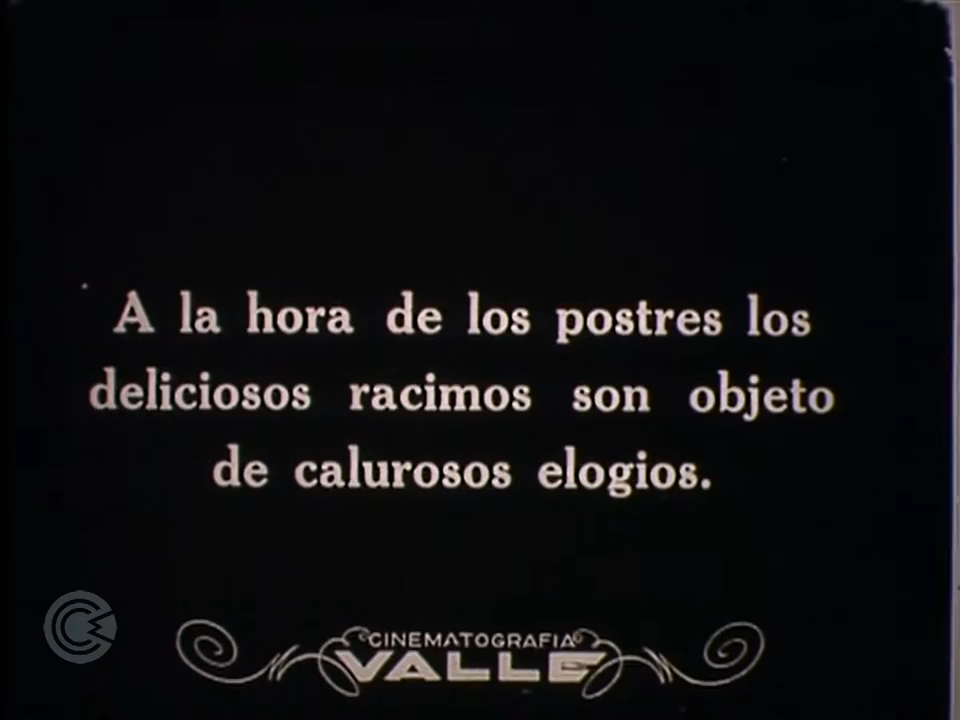 A la hora de los postres los
deliciosos racimos son objeto
de calurosos elogios.
CINEMATOGRAFIA
VALLE